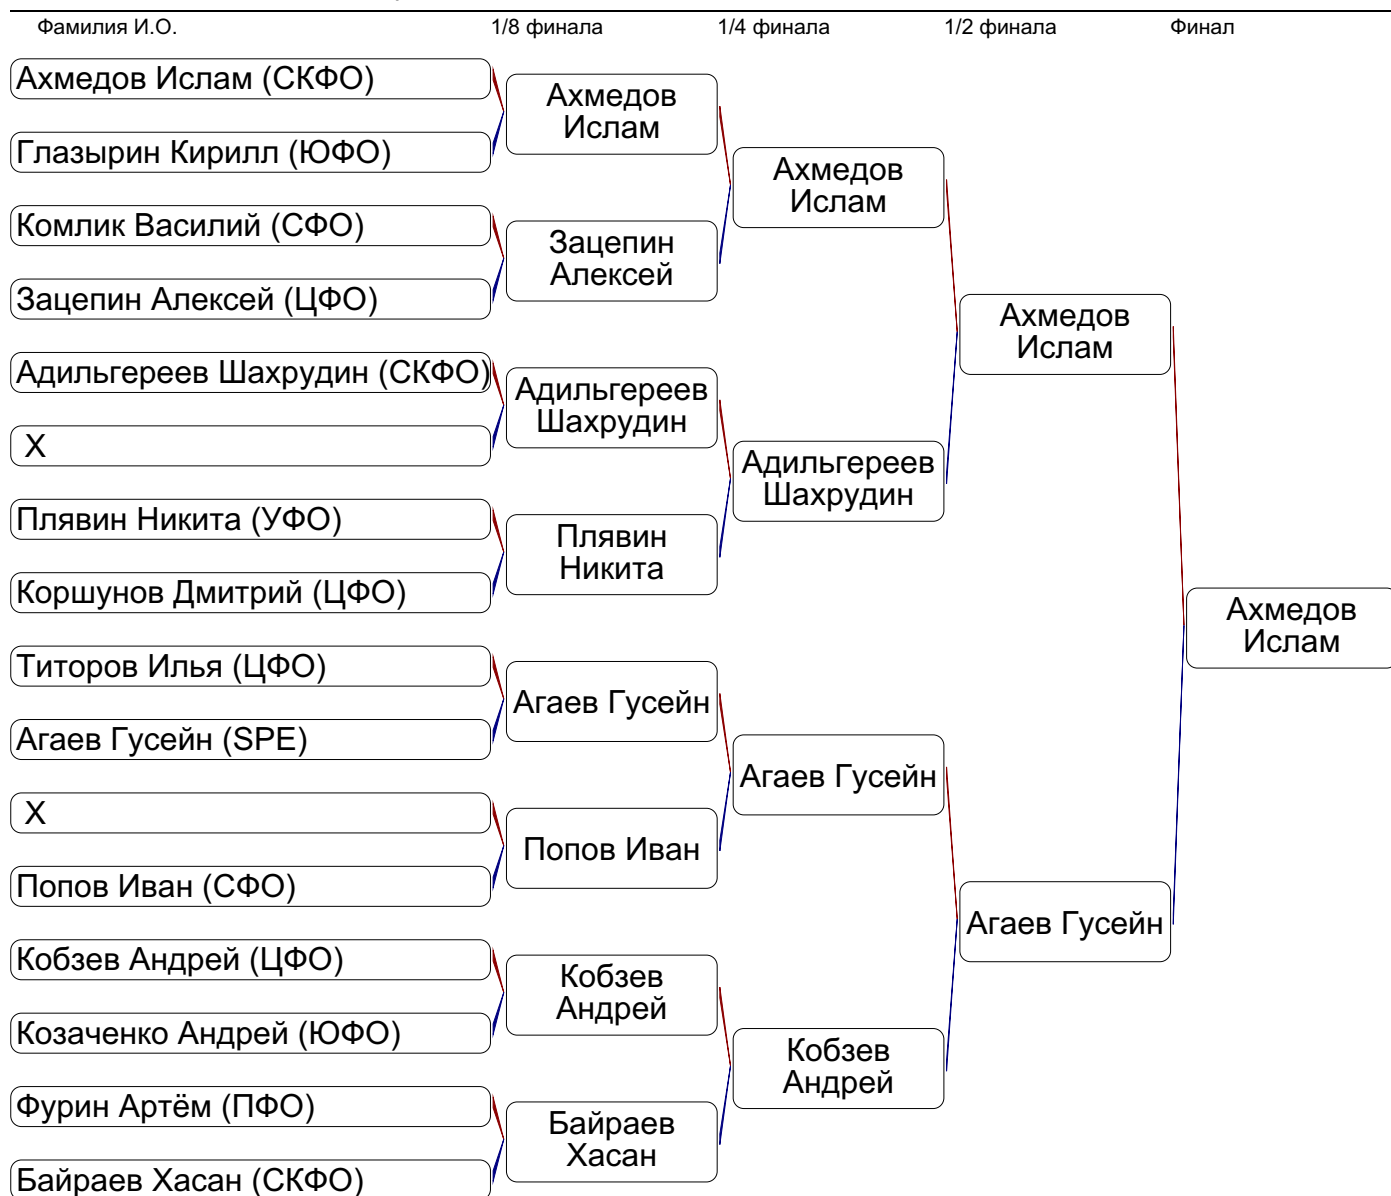 Фамилия И.О.
1/8 финала
1/4 финала
1/2 финала
Финал
Ахмедов Ислам (СКФО)
Глазырин Кирилл (ЮФО)
Комлик Василий (СФО)
Зацепин Алексей (ЦФО)
Адильгереев Шахрудин (СКФО)
X
Плявин Никита (УФО)
Коршунов Дмитрий (ЦФО)
Титоров Илья (ЦФО)
Агаев Гусейн (SPE)
X
Попов Иван (СФО)
Кобзев Андрей (ЦФО)
Козаченко Андрей (ЮФО)
Фурин Артём (ПФО)
Байраев Хасан (СКФО)
Ахмедов
Ислам
Зацепин
Алексей
Адильгереев
Шахрудин
Плявин
Никита
Агаев Гусейн
Попов Иван
Кобзев
Андрей
Байраев
Хасан
Ахмедов
Ислам
Адильгереев
Шахрудин
Агаев Гусейн
Кобзев
Андрей
Ахмедов
Ислам
Агаев Гусейн
Ахмедов
Ислам